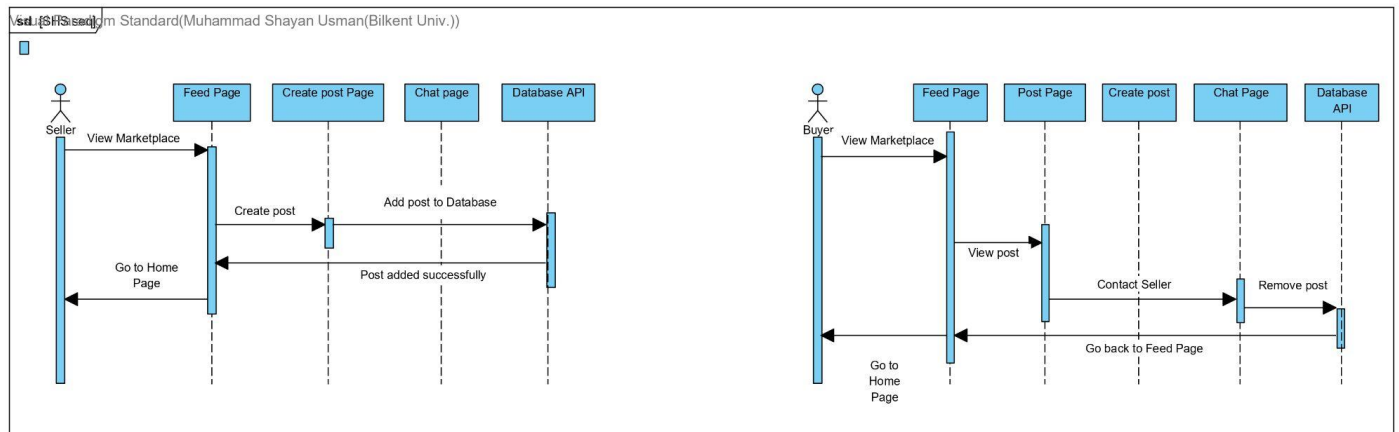 Visual Paradigm Standard(Muhammad Shayan Usman(Bilkent Univ.))
Seller
Feed Page
Create post Page
Chat page
Database API
View Marketplace
Create post
Add post to Database
Post added successfully
Go to Home
Page
Buyer
Feed Page
Post Page
Create post
Chat Page
Database
API
View Marketplace
View post
Contact Seller
Remove post
Go back to Feed Page
Go to
Home
Page